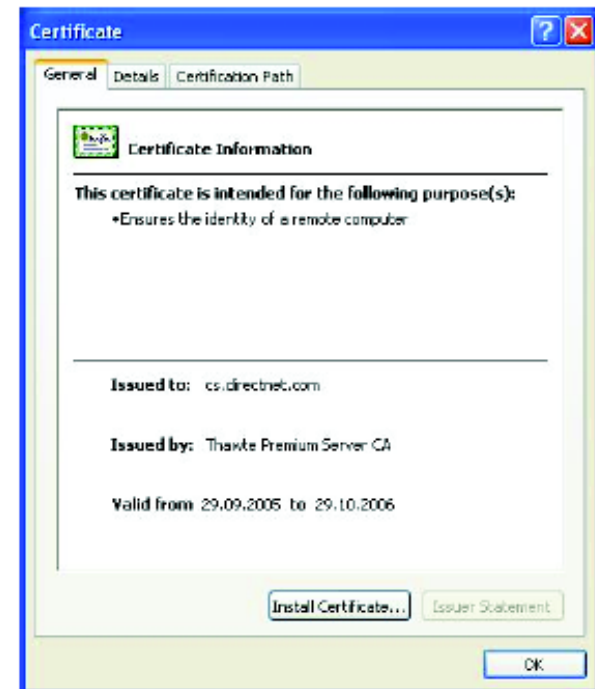 Certificate
General Details Certification Path
Certificate Information
This certificate is intended for the following purpose(s):
•Ensures the identity of a remote computer
Issued to: cs.directnet.com
Issued by: Thawte Premium Server CA
Valid from 29.09.2005 to 29.10.2006
Install Certificate... Issuer Statement
OK